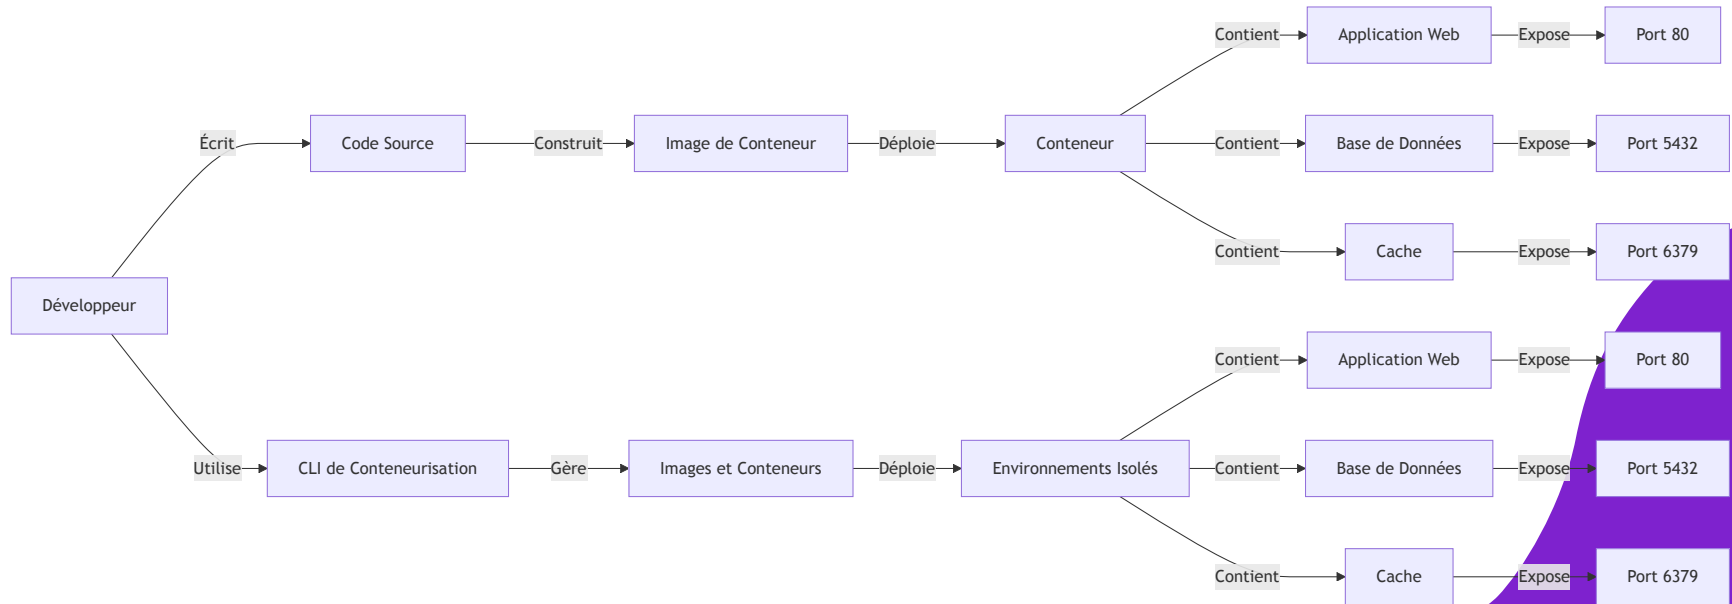 Contient Application Web Expose Port 80
Écrit Code Source Construit Image de Conteneur Déploie Conteneur Contient Base de Données Expose Port 5432
Contient Cache Expose Port 6379
Développeur
Contient Application Web Expose Port 80
Utilise CLI de Conteneurisation Gère Images et Conteneurs Déploie Environnements Isolés Contient Base de Données Expose Port 5432
Contient Cache Expose Port 6379